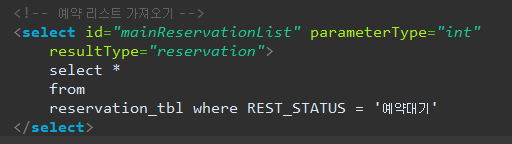 <!-- 예약 리스트 가져오기 -->
<select id="mainReservationList" parameterType="int"
resultType="reservation">
select *
from
reservation_tbl where REST_STATUS = '예약대기'
</select>